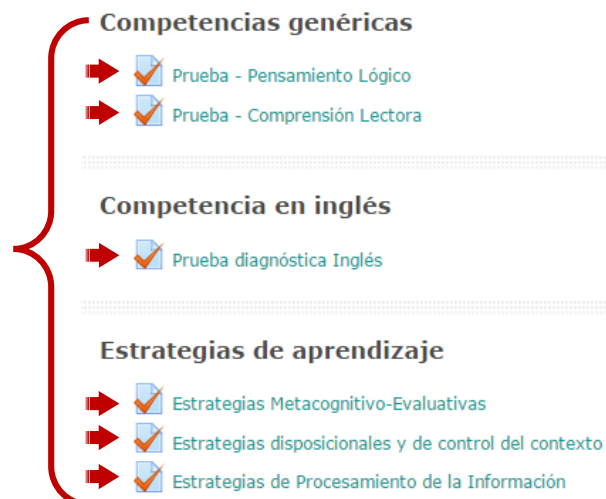 Competencias genéricas
Prueba - Pensamiento Lógico
Prueba - Comprensión Lectora
Competencia en inglés
Prueba diagnóstica Inglés
Estrategias de aprendizaje
Estrategias Metacognitivo-Evaluativas
Estrategias disposicionales y de control del contexto
Estrategias de Procesamiento de la Información